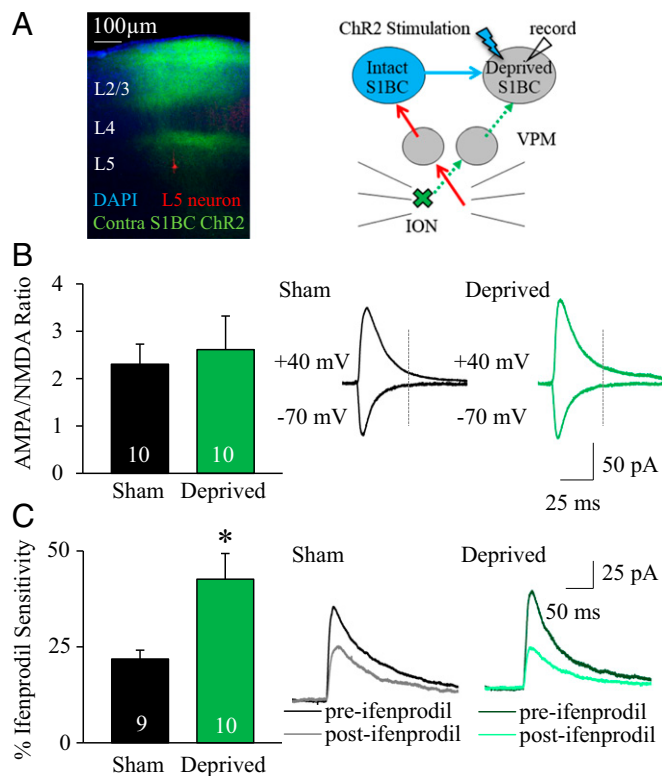 A
100µm
L2/3
L4
L5
DAPI L5 neuron
Contra S1BC ChR2
ChR2 Stimulation
record
Intact
S1BC
Deprived
S1BC
VPM
ION
B
AMPA/NMDA Ratio
4
3
2
1
0
10
10
Sham Deprived
Sham
+40 mV
-70 mV
Deprived
+40 mV
-70 mV
50 pA
25 ms
C
% Ifenprodil Sensitivity
50
25
0
*
9
10
Sham Deprived
Sham
pre-ifenprodil
post-ifenprodil
Deprived
25 pA
50 ms
pre-ifenprodil
post-ifenprodil